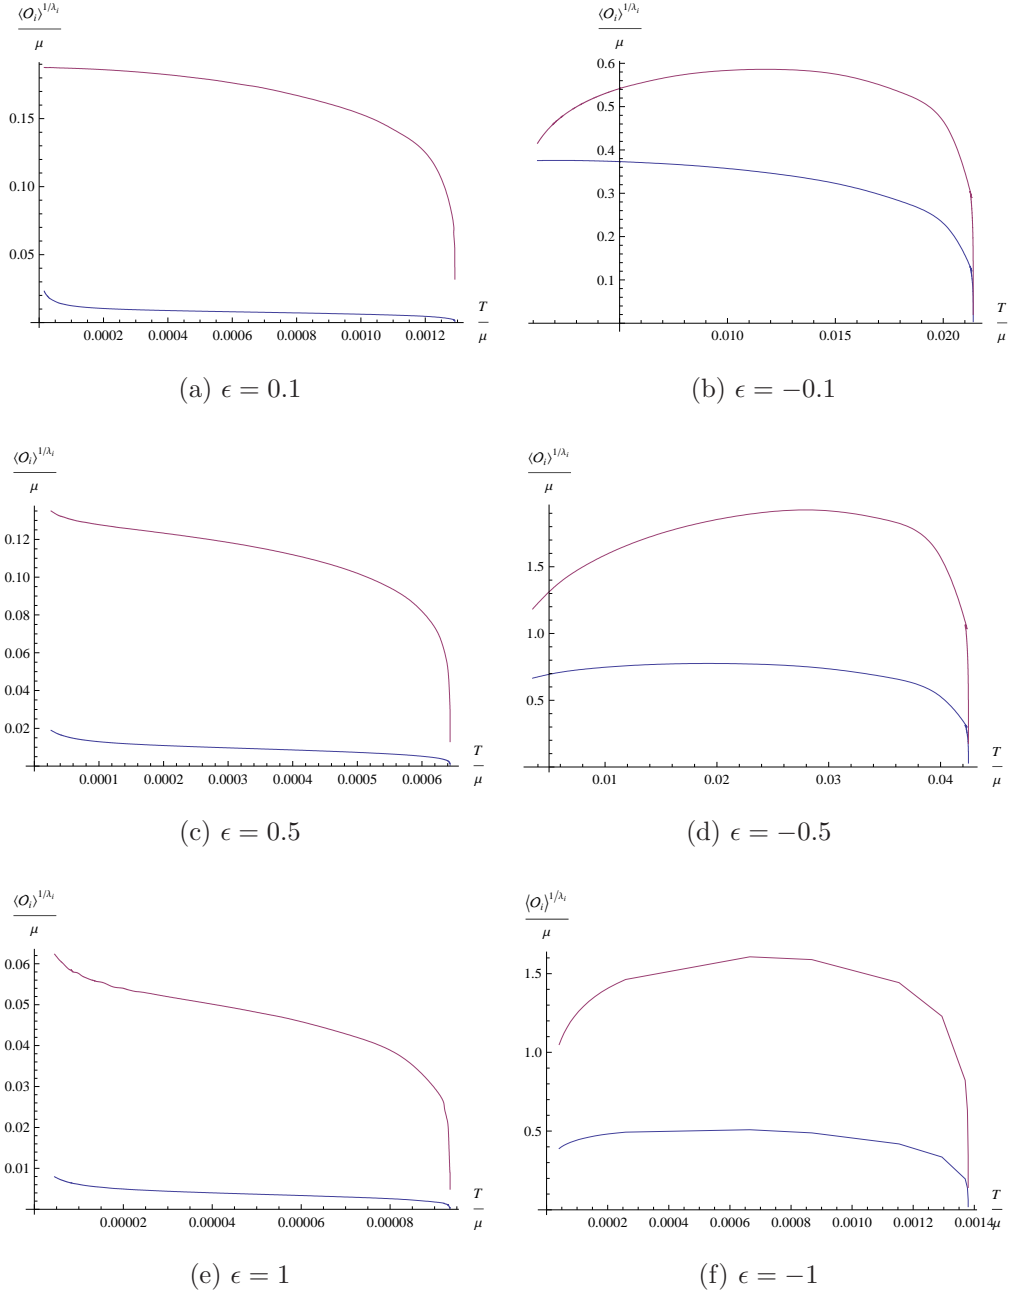 ⟨O_i⟩^{1/λ_i}
μ
0.15
0.10
0.05
0.0002 0.0004 0.0006 0.0008 0.0010 0.0012
T
μ
(a) ϵ = 0.1
⟨O_i⟩^{1/λ_i}
μ
0.6
0.5
0.4
0.3
0.2
0.1
0.010 0.015 0.020
T
μ
(b) ϵ = −0.1
⟨O_i⟩^{1/λ_i}
μ
0.12
0.10
0.08
0.06
0.04
0.02
0.0001 0.0002 0.0003 0.0004 0.0005 0.0006
T
μ
(c) ϵ = 0.5
⟨O_i⟩^{1/λ_i}
μ
1.5
1.0
0.5
0.01 0.02 0.03 0.04
T
μ
(d) ϵ = −0.5
⟨O_i⟩^{1/λ_i}
μ
0.06
0.05
0.04
0.03
0.02
0.01
0.00002 0.00004 0.00006 0.00008
T
μ
(e) ϵ = 1
⟨O_i⟩^{1/λ_i}
μ
1.5
1.0
0.5
0.0002 0.0004 0.0006 0.0008 0.0010 0.0012 0.0014
T
μ
(f) ϵ = −1